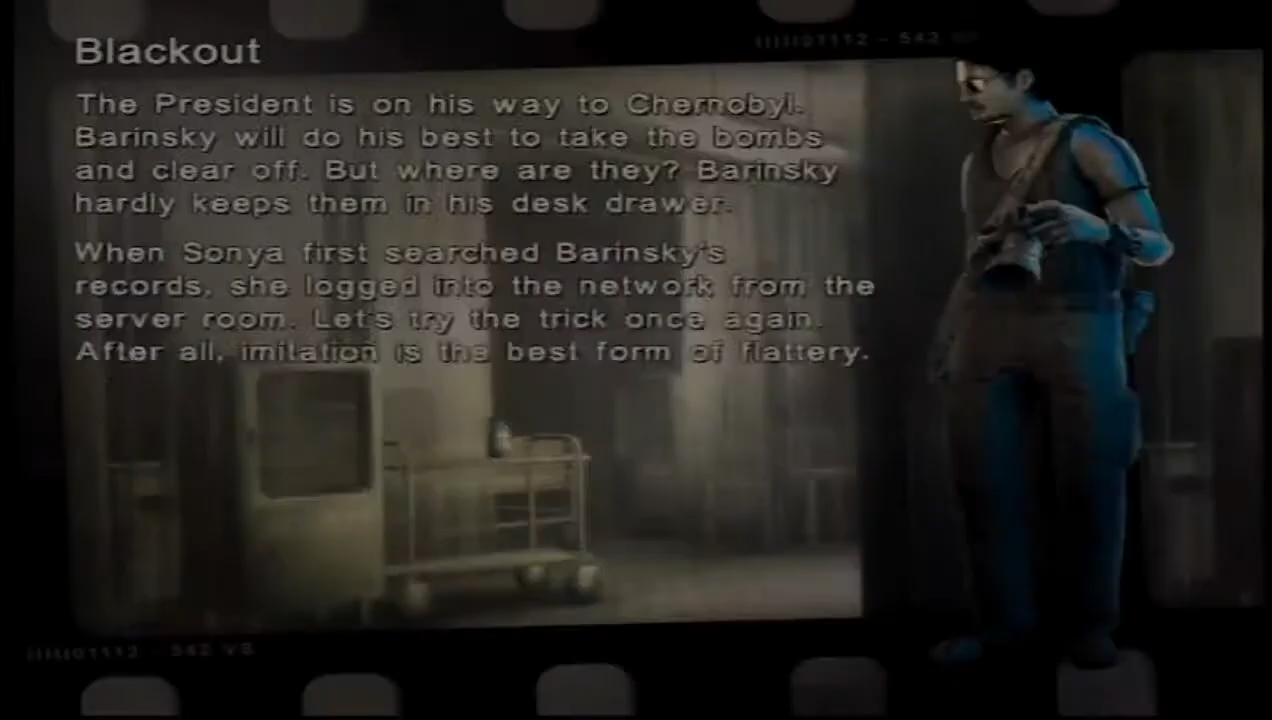 Blackout
The President is on his way to Chernobyl.
Barinsky will do his best to take the bombs
and clear off. But where are they? Barinsky
hardly keeps them in his desk drawer.
When Sonya first searched Barinsky's
records, she logged into the network from the
server room. Let's try the trick once again.
After all, imitation is the best form of flattery.